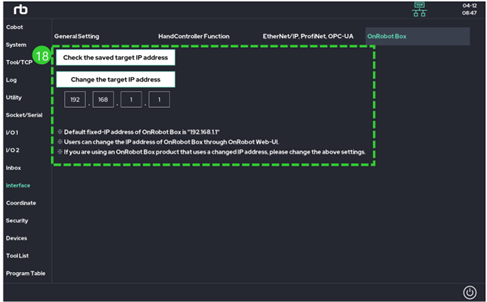 rb
04-12
08:47
Cobot
System
Tool/TCP
Log
Utility
Socket/Serial
I/O 1
I/O 2
Inbox
Interface
Coordinate
Security
Devices
Tool List
Program Table
General Setting HandController Function EtherNet/IP, ProfiNet, OPC-UA OnRobot Box
18
Check the saved target IP address
Change the target IP address
192 . 168 . 1 . 1
※ Default fixed-IP address of OnRobot Box is "192.168.1.1"
※ Users can change the IP address of OnRobot Box through OnRobot Web-UI.
※ If you are using an OnRobot Box product that uses a changed IP address, please change the above settings.